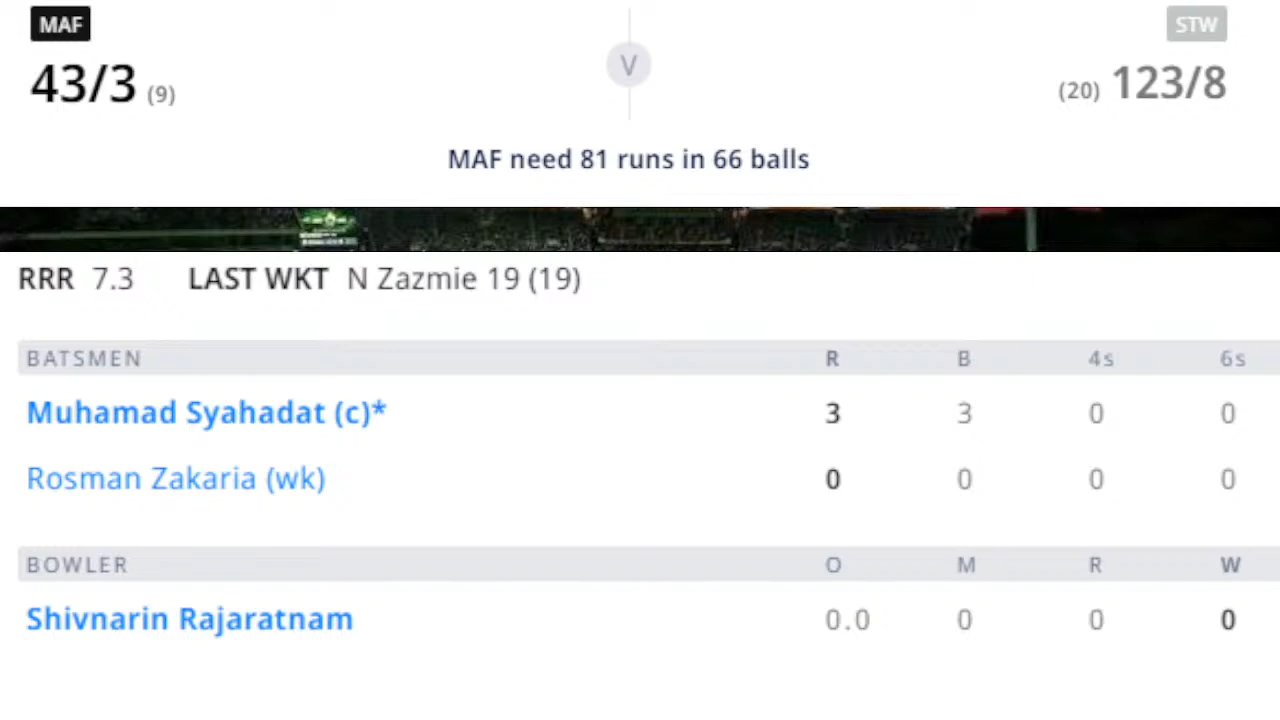 MAF
V
STW
43/3 (9)
(20) 123/8
MAF need 81 runs in 66 balls
RRR 7.3 LAST WKT N Zazmie 19 (19)
BATSMEN R B 4s 6s
Muhamad Syahadat (c)* 3 3 0 0
Rosman Zakaria (wk) 0 0 0 0
BOWLER O M R W
Shivnarin Rajaratnam 0.0 0 0 0